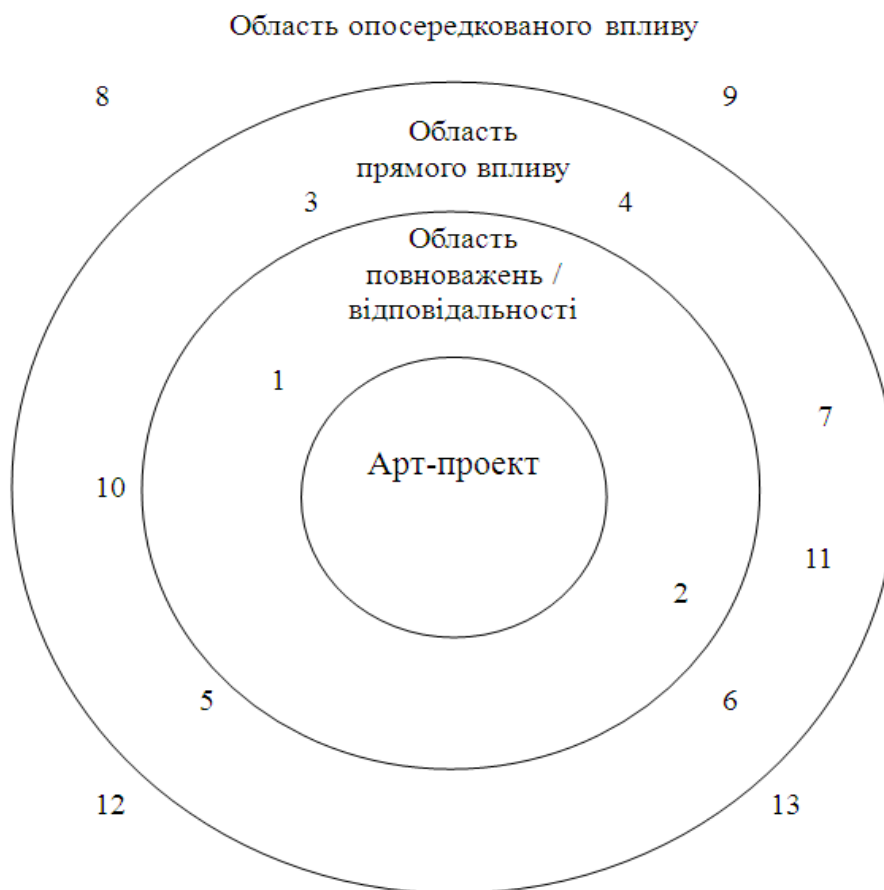 Область опосередкованого впливу
8
9
Область
прямого впливу
3
4
Область
повноважень /
відповідальності
1
7
Арт-проект
10
11
2
5
6
12
13